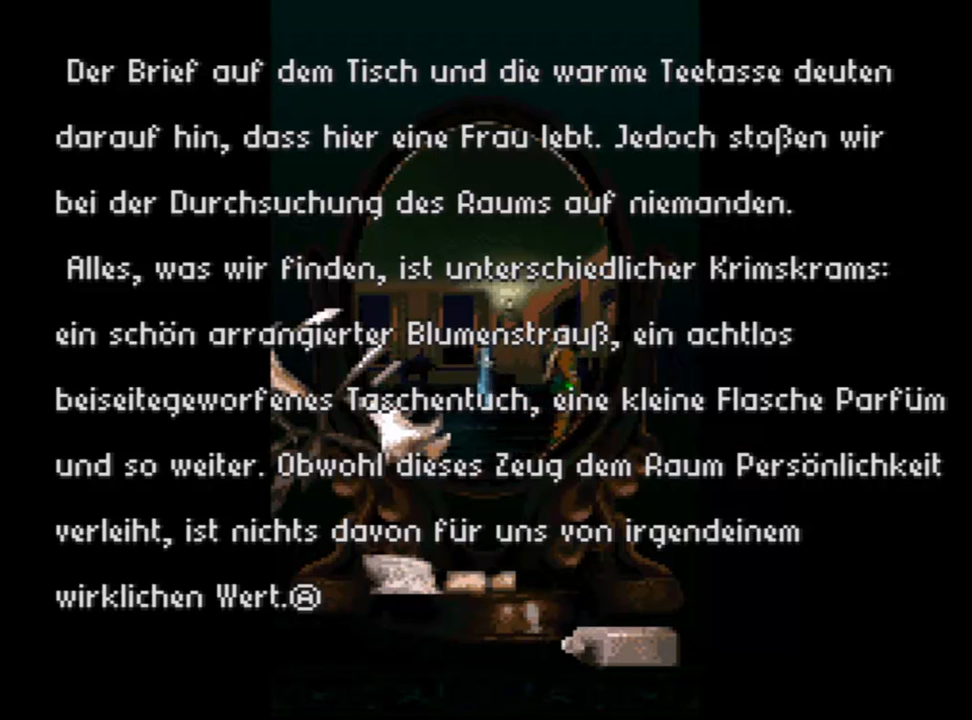 Der Brief auf dem Tisch und die warme Teetasse deuten
darauf hin, dass hier eine Frau lebt. Jedoch stoßen wir
bei der Durchsuchung des Raums auf niemanden.
Alles, was wir finden, ist unterschiedlicher Krimskrams:
ein schön arrangierter Blumenstrauß, ein achtlos
beiseitegeworfenes Taschentuch, eine kleine Flasche Parfüm
und so weiter. Obwohl dieses Zeug dem Raum Persönlichkeit
verleiht, ist nichts davon für uns von irgendeinem
wirklichen Wert.